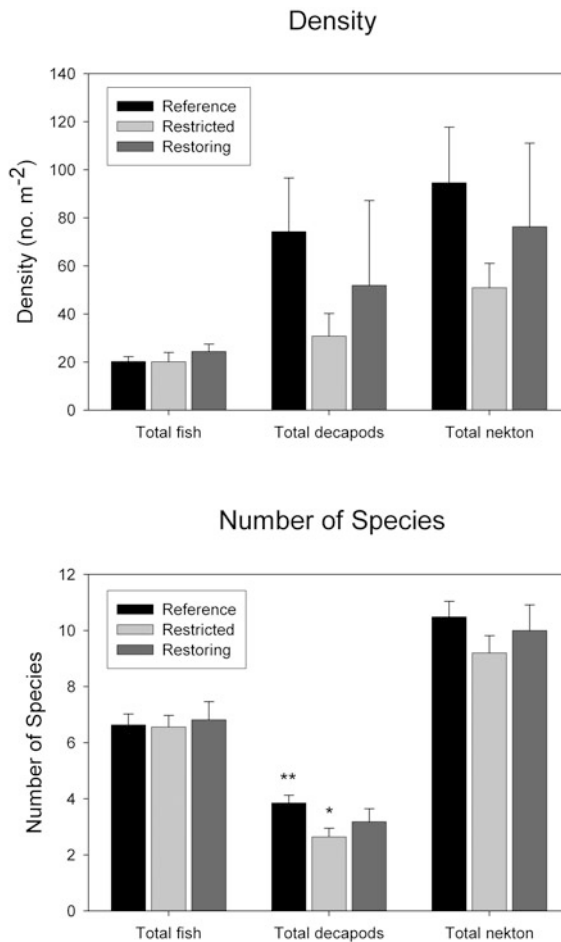 Density
140
120
100
80
60
40
20
0
Density (no. m-2)
Reference
Restricted
Restoring
Total fish Total decapods Total nekton
Number of Species
12
10
8
6
4
2
0
Number of Species
Reference
Restricted
Restoring
**
*
Total fish Total decapods Total nekton